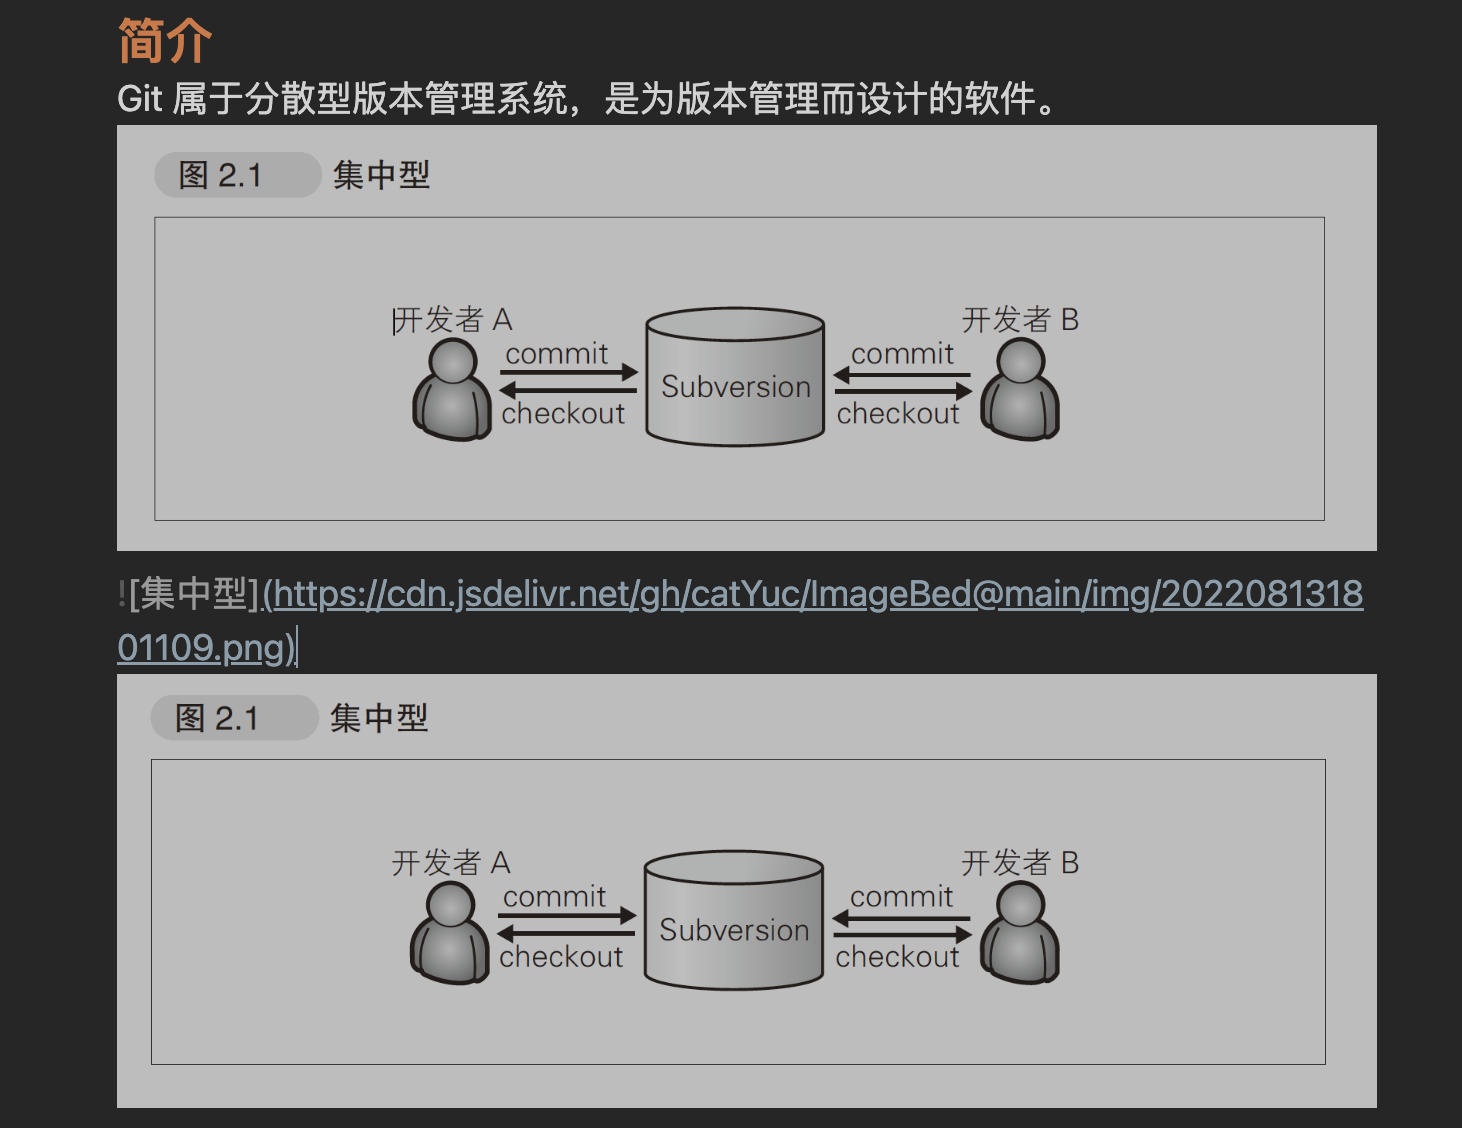 简介
Git 属于分散型版本管理系统，是为版本管理而设计的软件。
图 2.1 集中型
开发者 A 开发者 B
commit commit
Subversion
checkout checkout
![集中型](https://cdn.jsdelivr.net/gh/catYuc/ImageBed@main/img/2022081318
01109.png)
图 2.1 集中型
开发者 A 开发者 B
commit commit
Subversion
checkout checkout